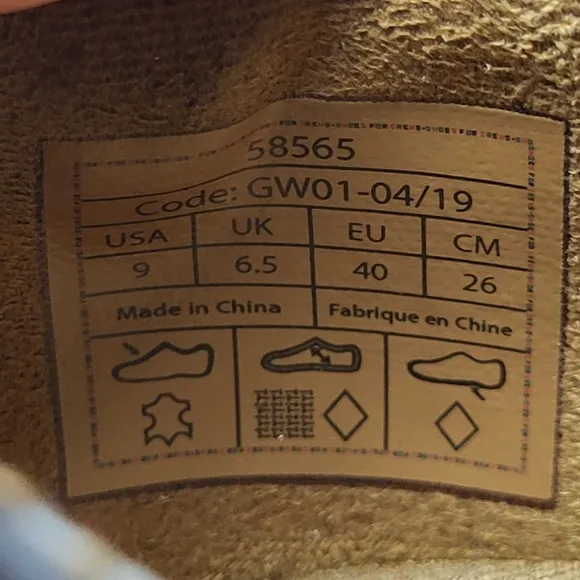 58565
Code: GW01-04/19
USA UK EU CM
9 6.5 40 26
Made in China Fabrique en Chine